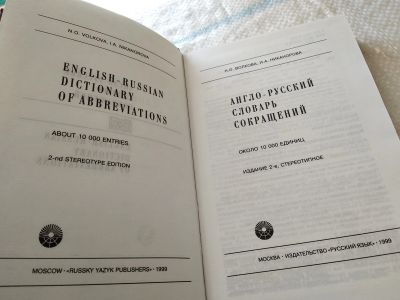 N.O. VOLKOVA, I.A. NIKANOROVA
ENGLISH-RUSSIAN
DICTIONARY
OF ABBREVIATIONS
ABOUT 10 000 ENTRIES
2-nd STEREOTYPE EDITION
MOSCOW · «RUSSKY YAZYK PUBLISHERS» · 1999
Н.О. ВОЛКОВА, И.А. НИКАНОРОВА
АНГЛО-РУССКИЙ
СЛОВАРЬ
СОКРАЩЕНИЙ
ОКОЛО 10 000 ЕДИНИЦ
ИЗДАНИЕ 2-е, СТЕРЕОТИПНОЕ
МОСКВА · ИЗДАТЕЛЬСТВО «РУССКИЙ ЯЗЫК» · 1999